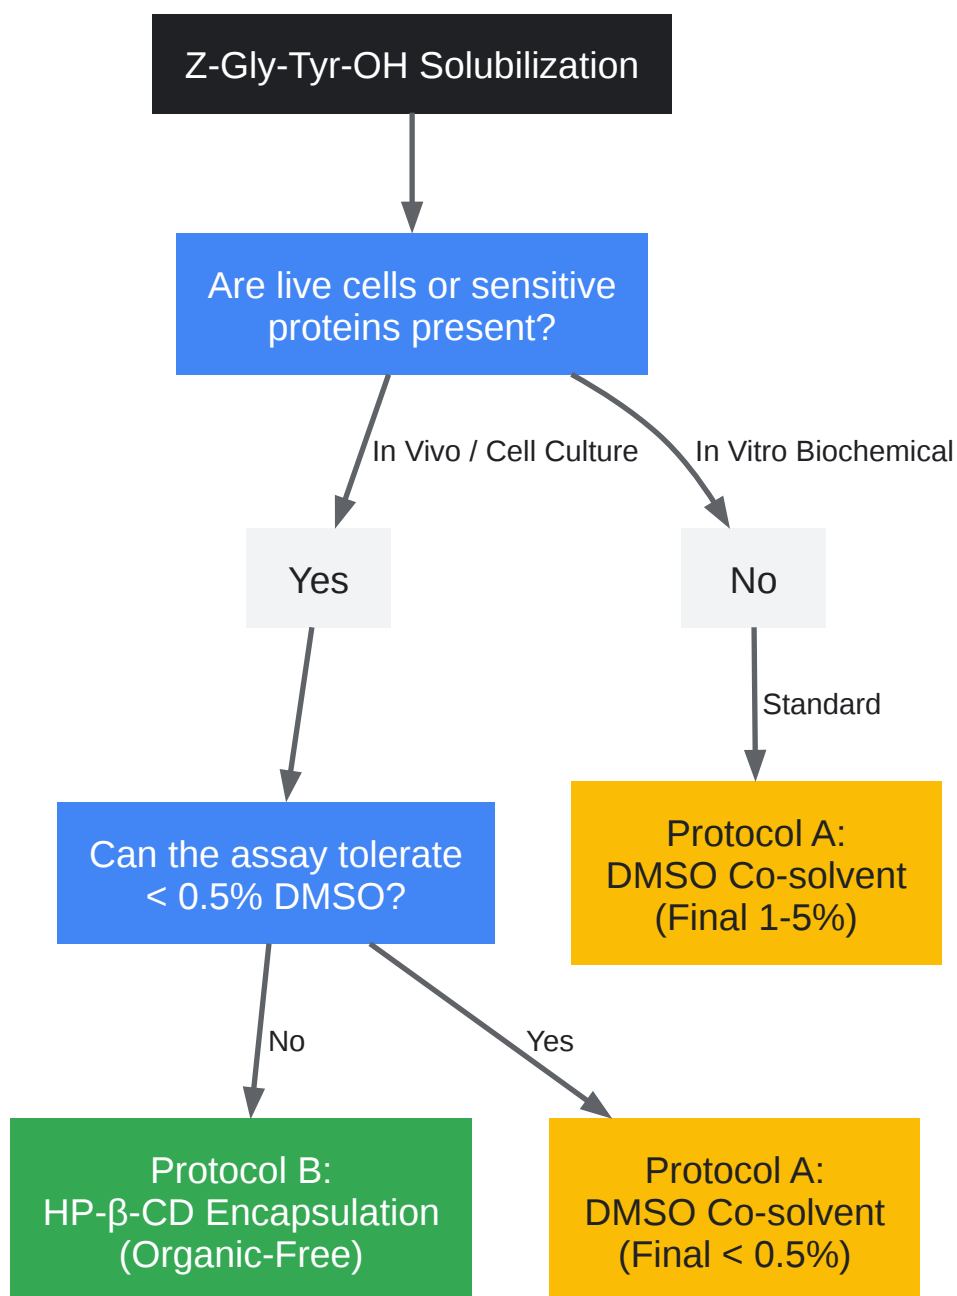 Z-Gly-Tyr-OH Solubilization
Are live cells or sensitive
proteins present?
In Vivo / Cell Culture
In Vitro Biochemical
Yes
No
Standard
Can the assay tolerate
< 0.5% DMSO?
Protocol A:
DMSO Co-solvent
(Final 1-5%)
No
Yes
Protocol B:
HP-β-CD Encapsulation
(Organic-Free)
Protocol A:
DMSO Co-solvent
(Final < 0.5%)